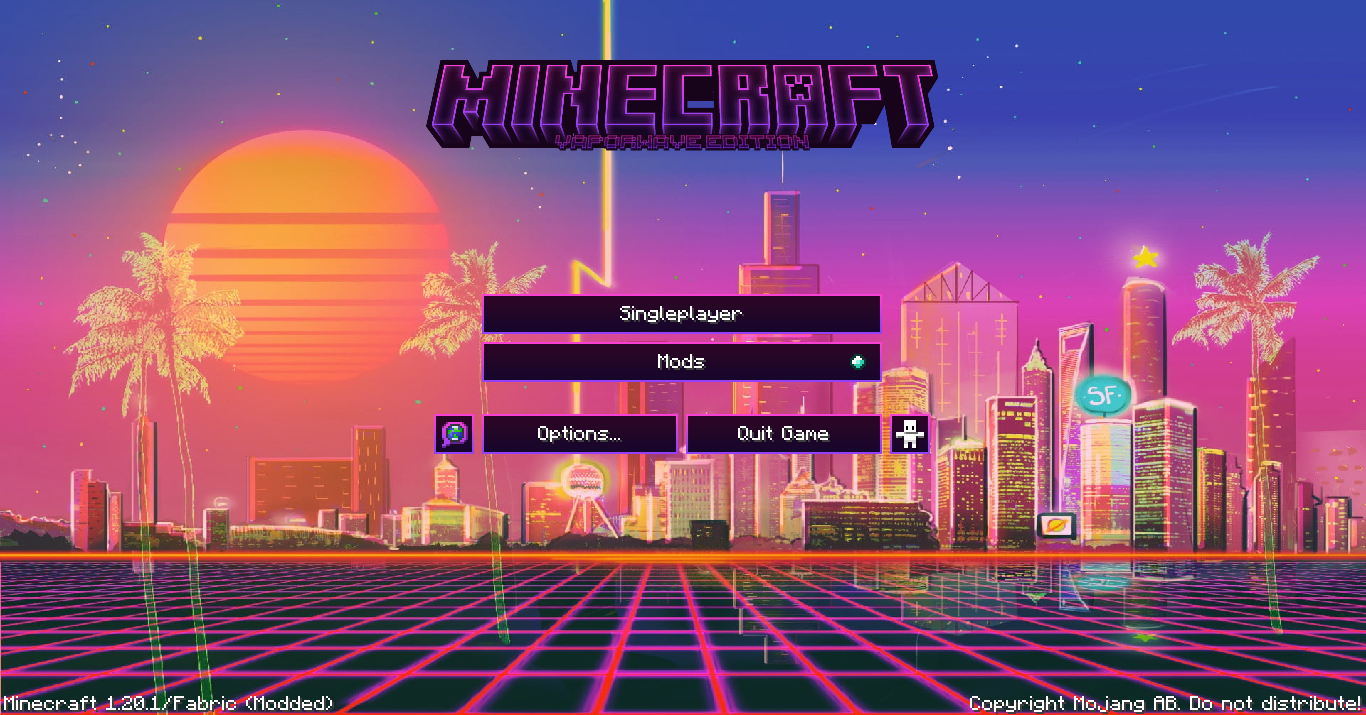 MINECRAFT
VAPORWAVE EDITION
Singleplayer
Mods
Options...
Quit Game
SF
Minecraft 1.20.1/Fabric (Modded)
Copyright Mojang AB. Do not distribute!